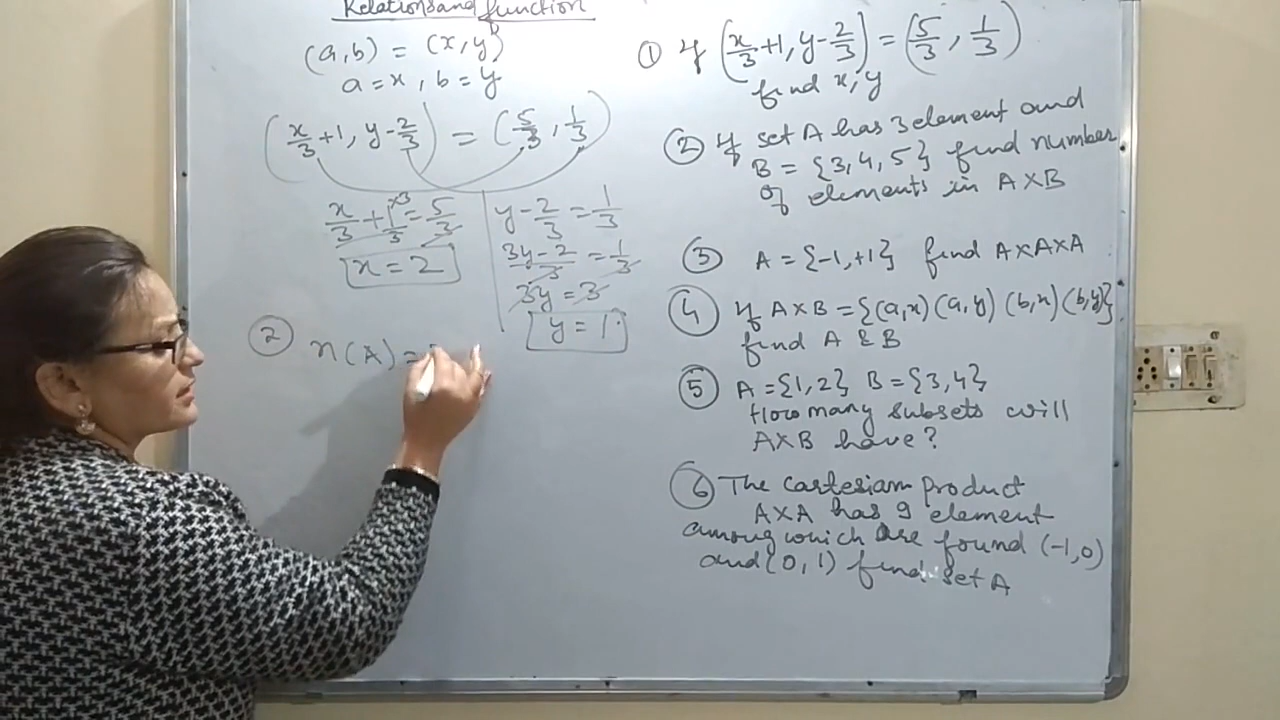 Relations and function
(a,b) = (x,y)
a=x, b=y
(x/3+1, y-2/3) = (5/3, 1/3)
x/3 + 1×3/3 = 5/3
x = 2
y-2/3 = 1/3
3y-2/3 = 1/3
3y = 3
y = 1
② n(A) =
① If (x/3+1, y-2/3) = (5/3, 1/3)
find x, y
② If set A has 3 element and
B = {3,4,5} find number
of elements in A×B
③ A = {-1,+1} find A×A×A
④ If A×B = {(a,x) (a,y) (b,x) (b,y)}
find A & B
⑤ A = {1,2} B = {3,4}
How many subsets will
A×B have?
⑥ The cartesian product
A×A has 9 element
among which are found (-1,0)
and (0,1) find set A